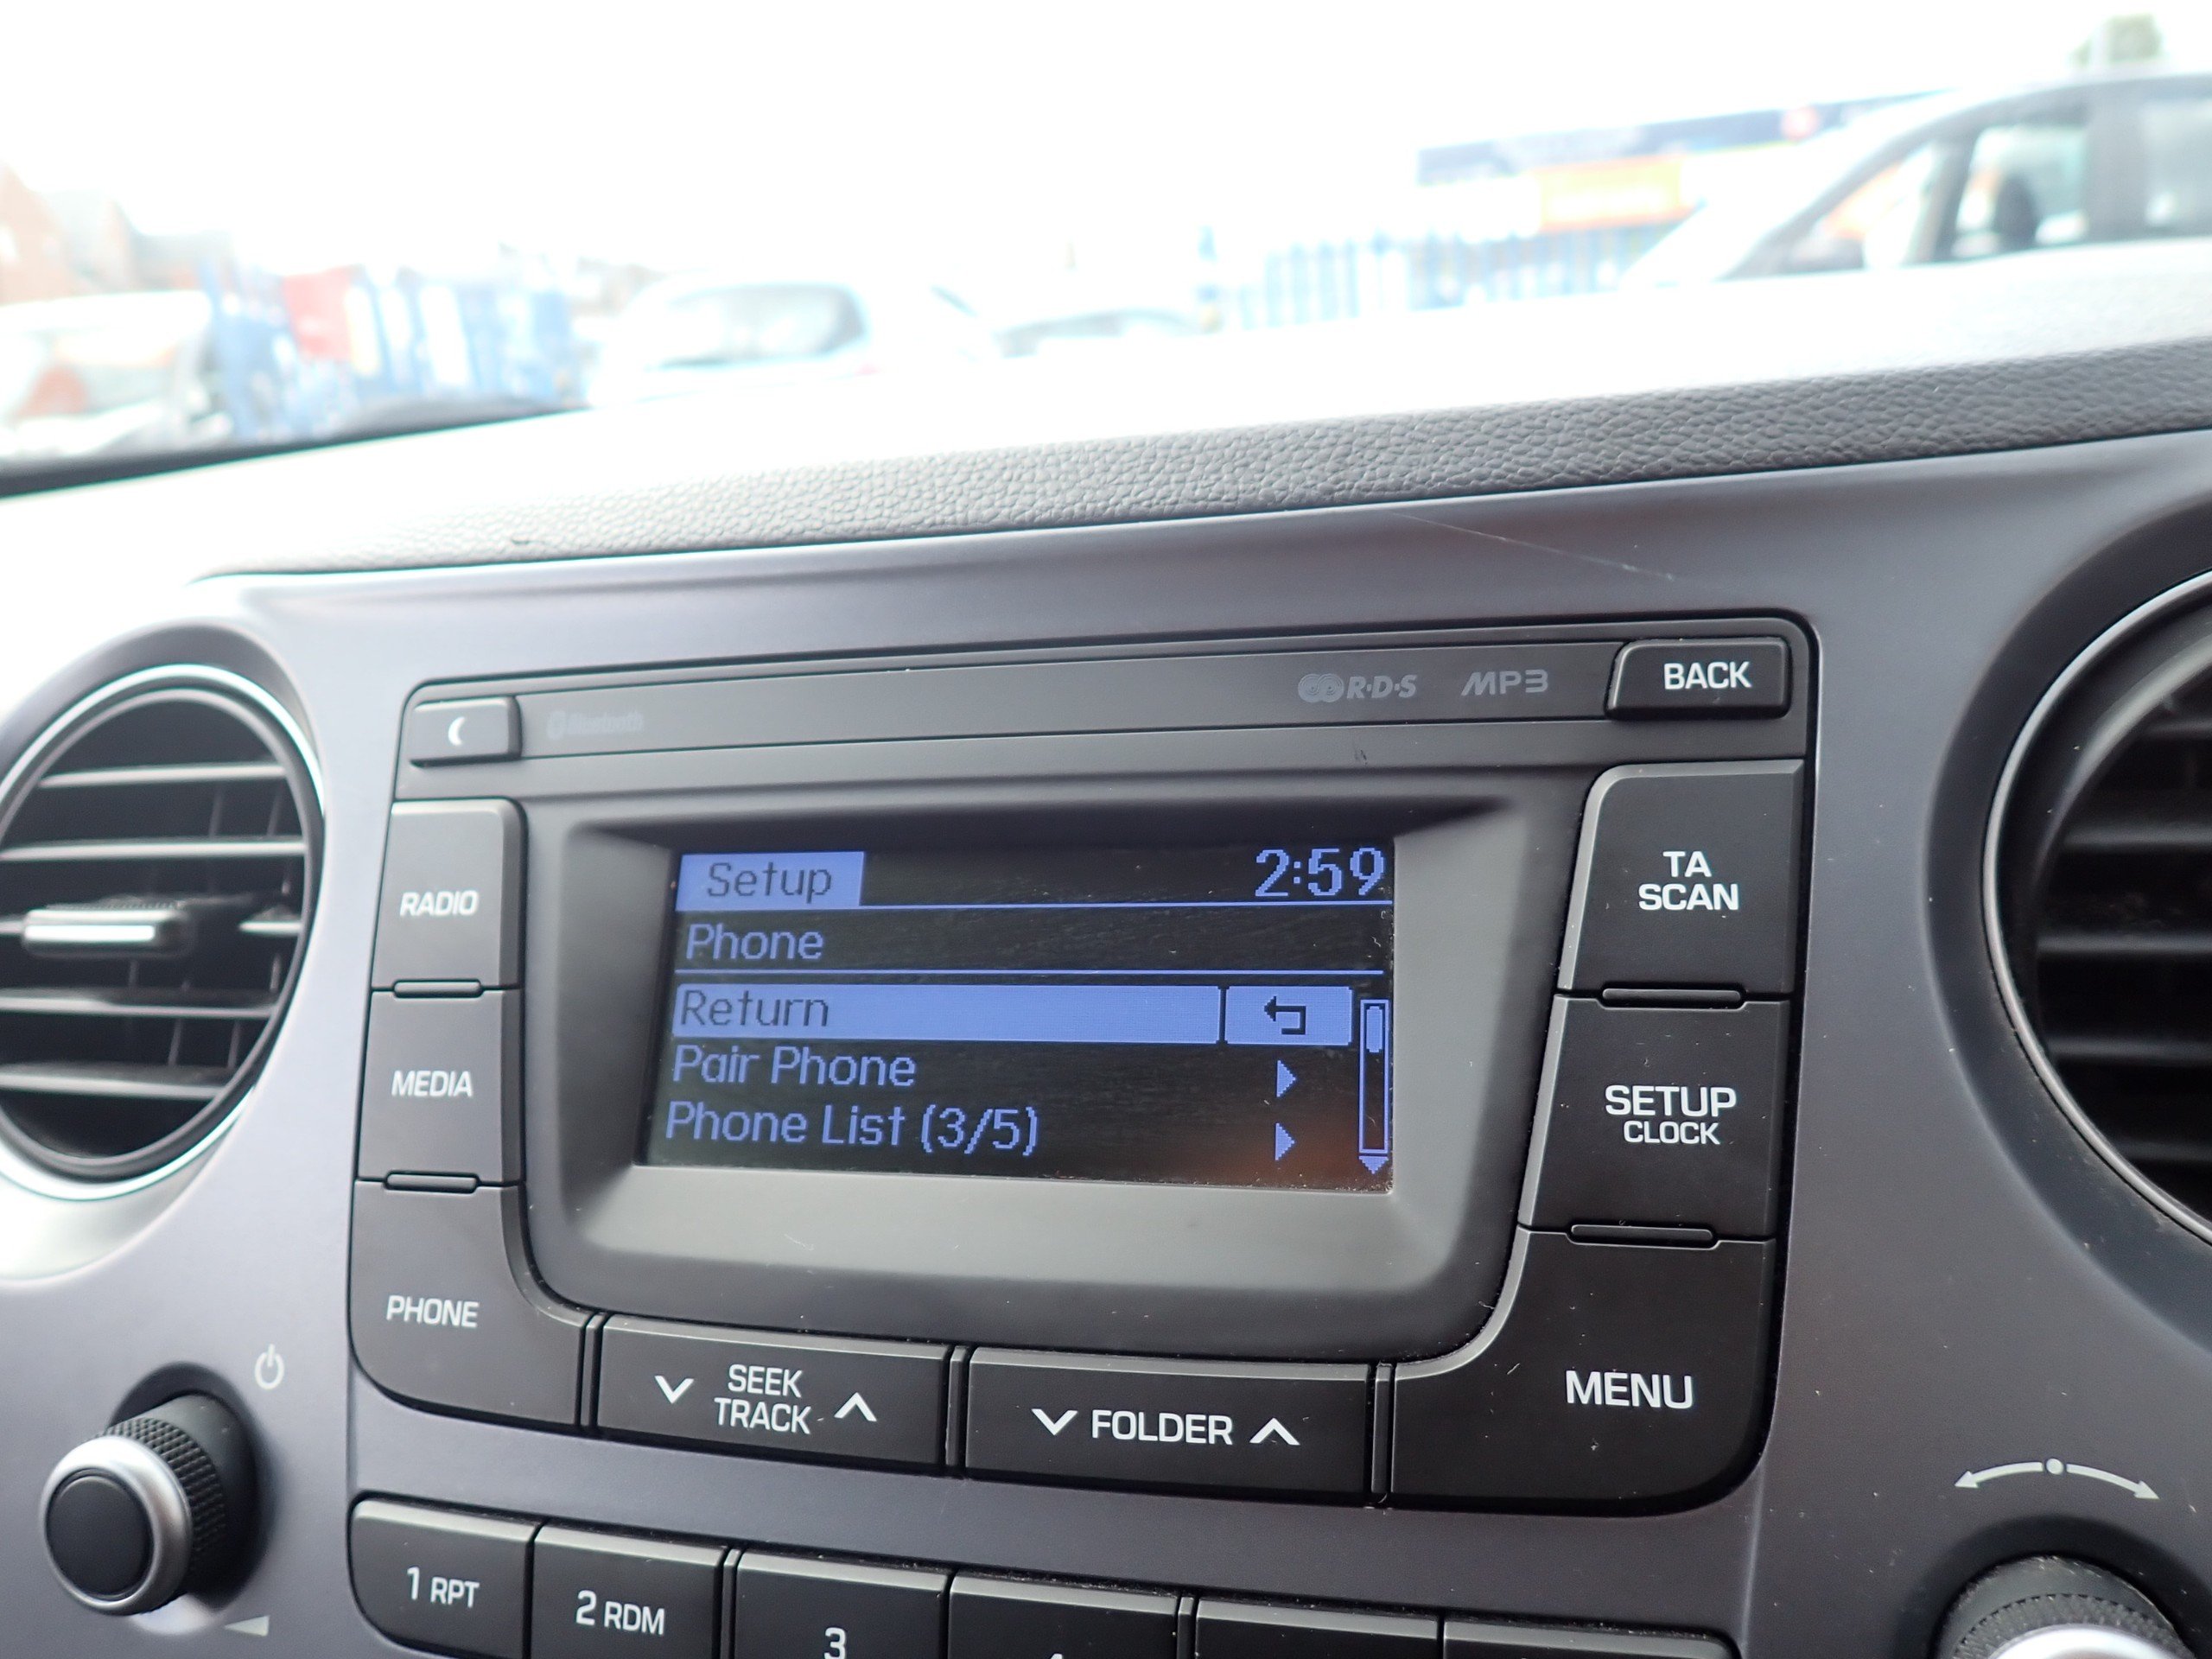 Bluetooth
R·D·S
MP3
BACK
RADIO
Setup
2:59
TA
SCAN
Phone
Return
MEDIA
Pair Phone
SETUP
CLOCK
Phone List (3/5)
PHONE
SEEK
TRACK
FOLDER
MENU
1 RPT
2 RDM
3